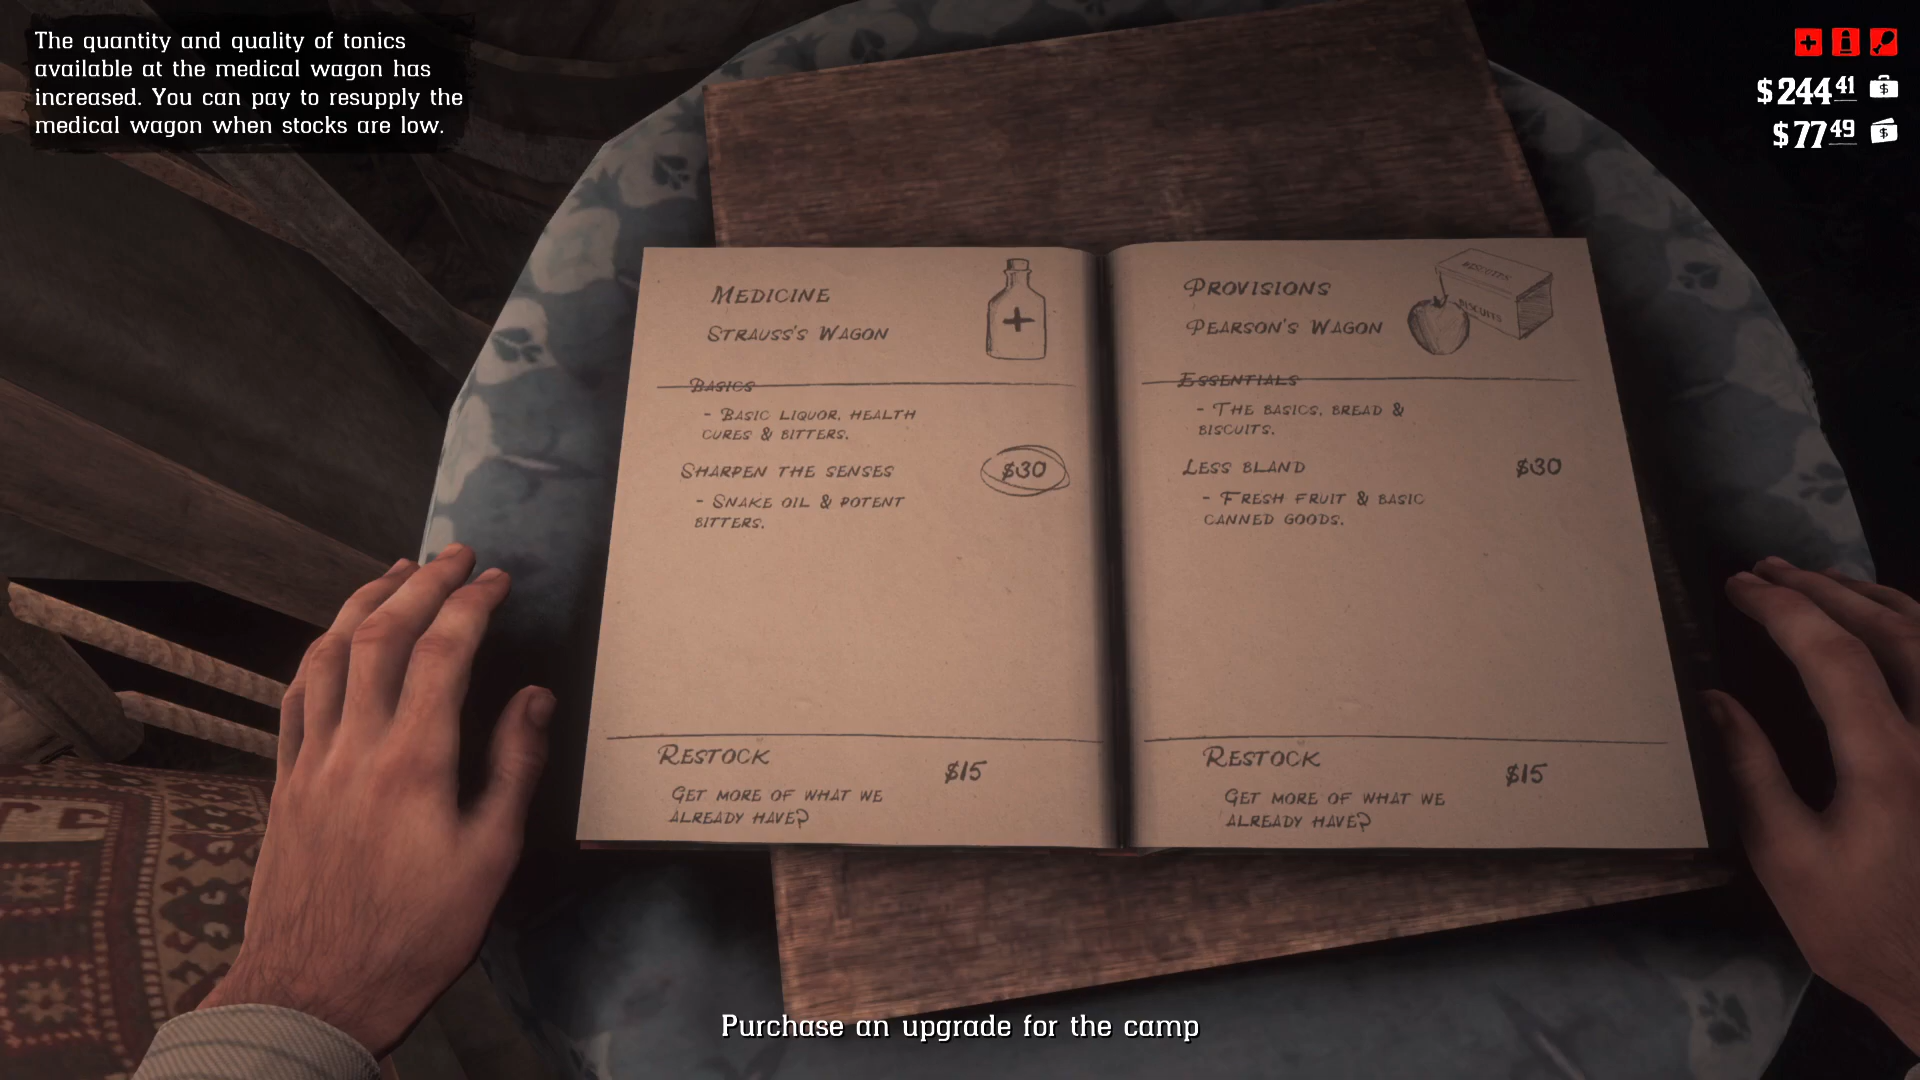 The quantity and quality of tonics
available at the medical wagon has
increased. You can pay to resupply the
medical wagon when stocks are low.
$244 41
$77 49
MEDICINE
STRAUSS'S WAGON
BASICS
- BASIC LIQUOR, HEALTH
CURES & BITTERS.
SHARPEN THE SENSES $30
- SNAKE OIL & POTENT
BITTERS.
RESTOCK $15
GET MORE OF WHAT WE
ALREADY HAVE?
PROVISIONS
PEARSON'S WAGON
BISCUITS
BISCUITS
ESSENTIALS
- THE BASICS, BREAD &
BISCUITS.
LESS BLAND $30
- FRESH FRUIT & BASIC
CANNED GOODS.
RESTOCK $15
GET MORE OF WHAT WE
ALREADY HAVE?
Purchase an upgrade for the camp